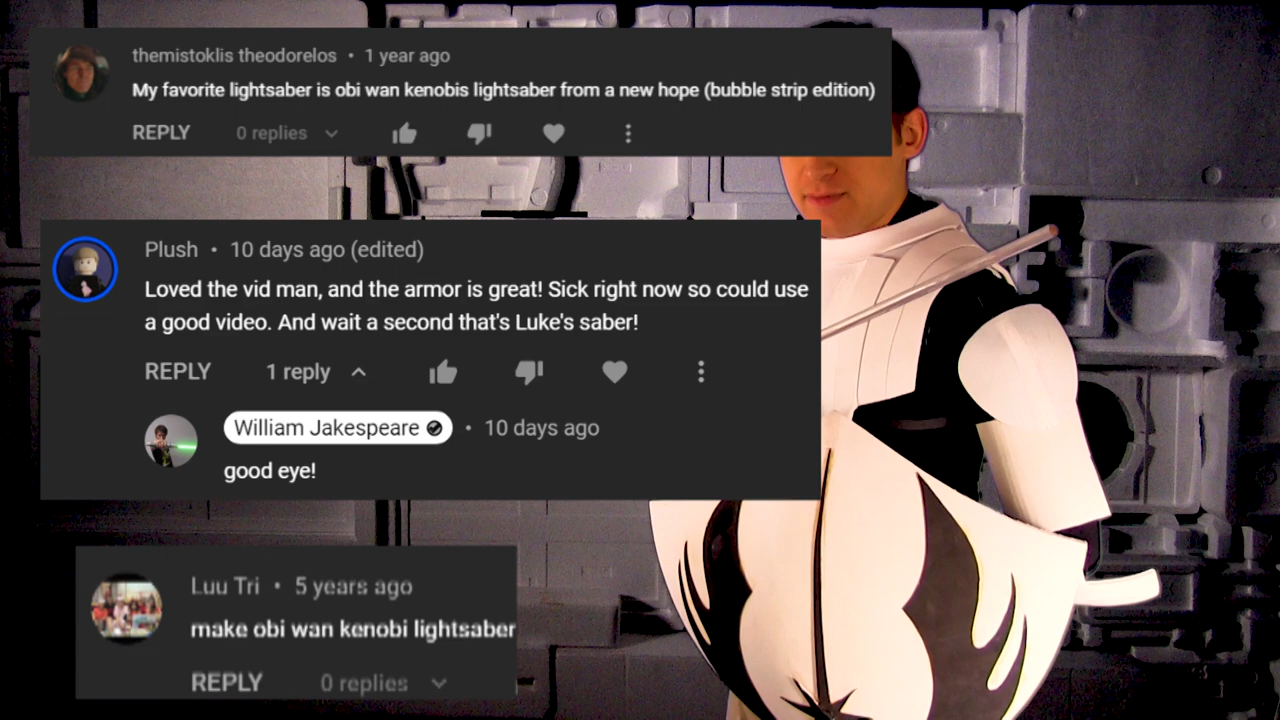 themistoklis theodorelos • 1 year ago
My favorite lightsaber is obi wan kenobis lightsaber from a new hope (bubble strip edition)
REPLY 0 replies
Plush • 10 days ago (edited)
Loved the vid man, and the armor is great! Sick right now so could use
a good video. And wait a second that's Luke's saber!
REPLY 1 reply
William Jakespeare • 10 days ago
good eye!
Luu Tri • 5 years ago
make obi wan kenobi lightsaber
REPLY 0 replies